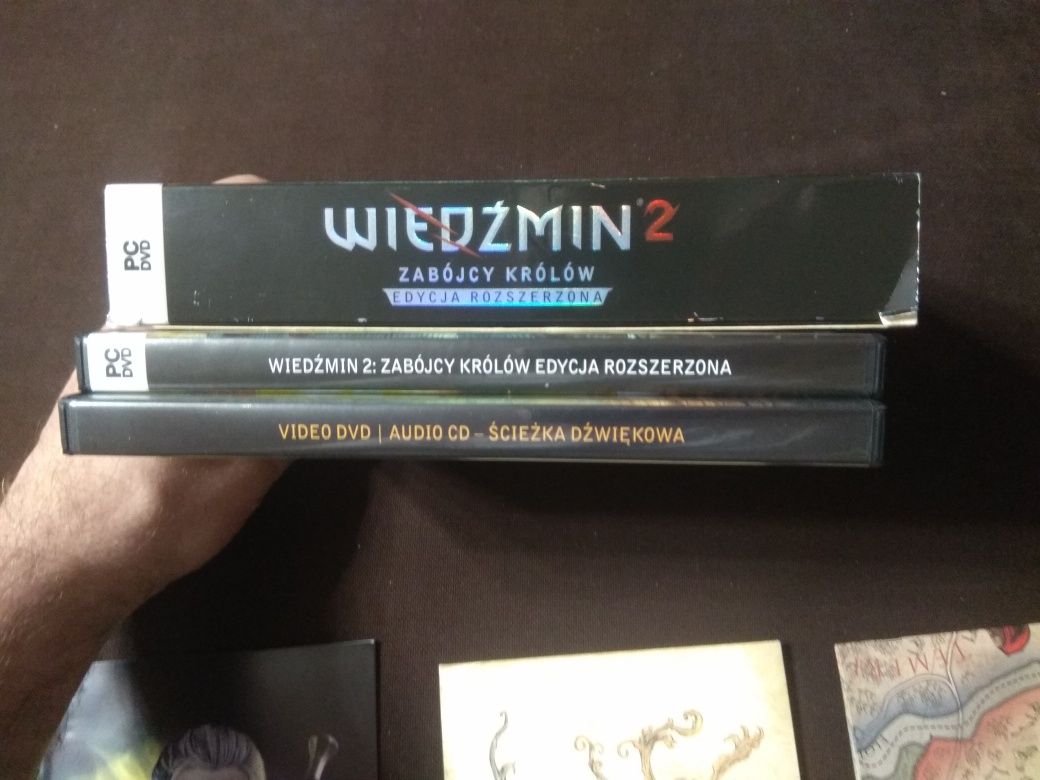 PC
DVD
WIEDŹMIN 2
ZABÓJCY KRÓLÓW
EDYCJA ROZSZERZONA
PC
DVD
WIEDŹMIN 2: ZABÓJCY KRÓLÓW EDYCJA ROZSZERZONA
VIDEO DVD | AUDIO CD – ŚCIEŻKA DŹWIĘKOWA